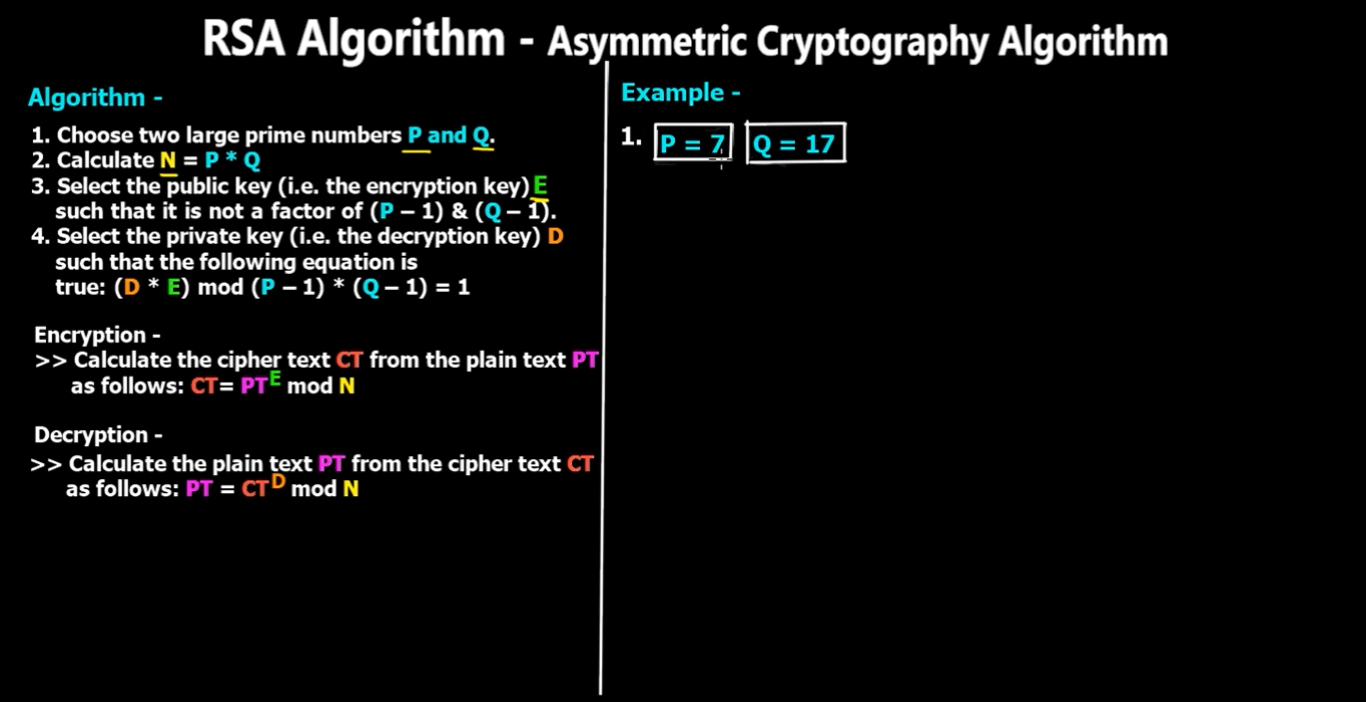 RSA Algorithm - Asymmetric Cryptography Algorithm
Algorithm -
1. Choose two large prime numbers P and Q.
2. Calculate N = P * Q
3. Select the public key (i.e. the encryption key) E
such that it is not a factor of (P – 1) & (Q – 1).
4. Select the private key (i.e. the decryption key) D
such that the following equation is
true: (D * E) mod (P – 1) * (Q – 1) = 1
Encryption -
>> Calculate the cipher text CT from the plain text PT
as follows: CT= PT^E mod N
Decryption -
>> Calculate the plain text PT from the cipher text CT
as follows: PT = CT^D mod N
Example -
1. P = 7 Q = 17